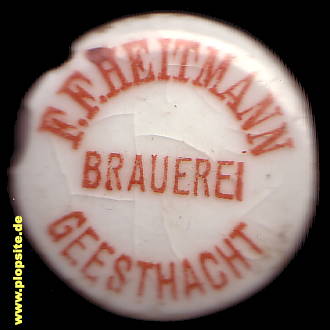 F. F. HEITMANN
BRAUEREI
GEESTHACHT
www.plopsite.de